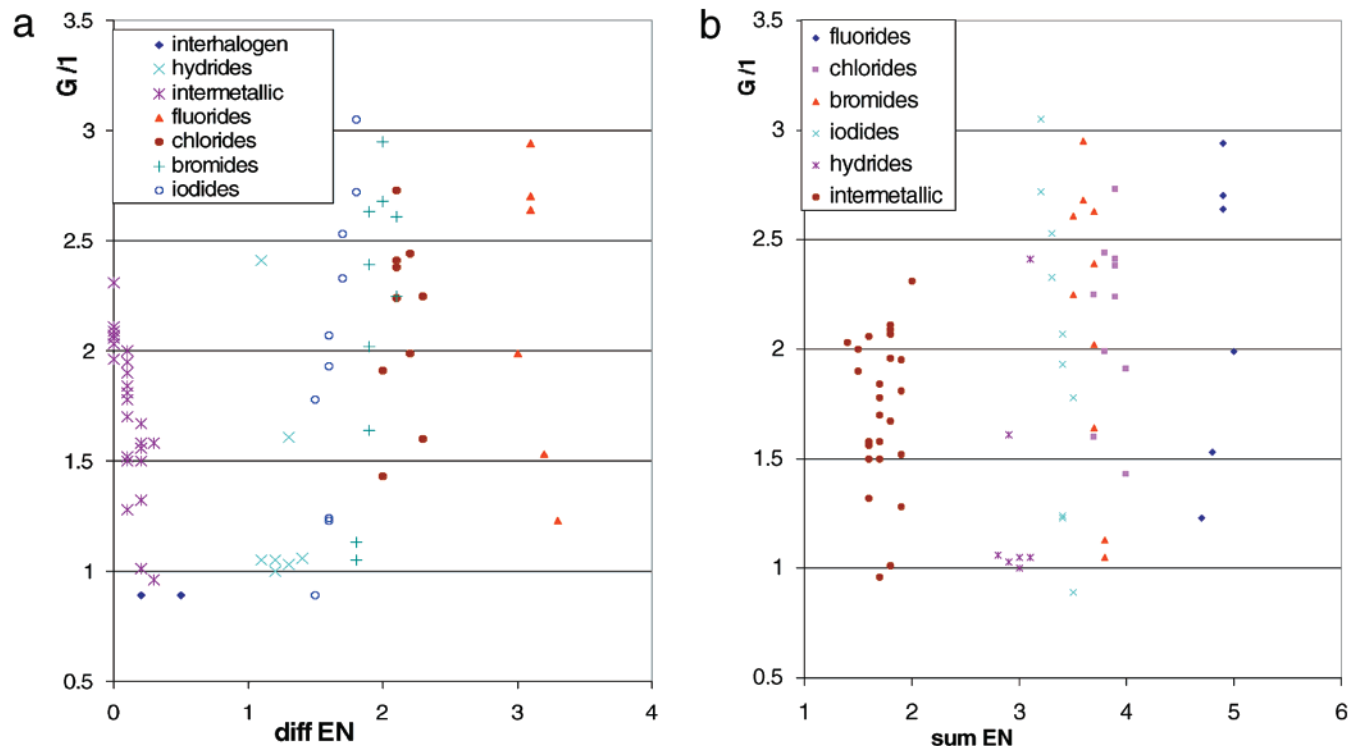 a
G /1
3.5
3
2.5
2
1.5
1
0.5
interhalogen
hydrides
intermetallic
fluorides
chlorides
bromides
iodides
0 1 2 3 4
diff EN
b
G /1
3.5
3
2.5
2
1.5
1
0.5
fluorides
chlorides
bromides
iodides
hydrides
intermetallic
1 2 3 4 5 6
sum EN